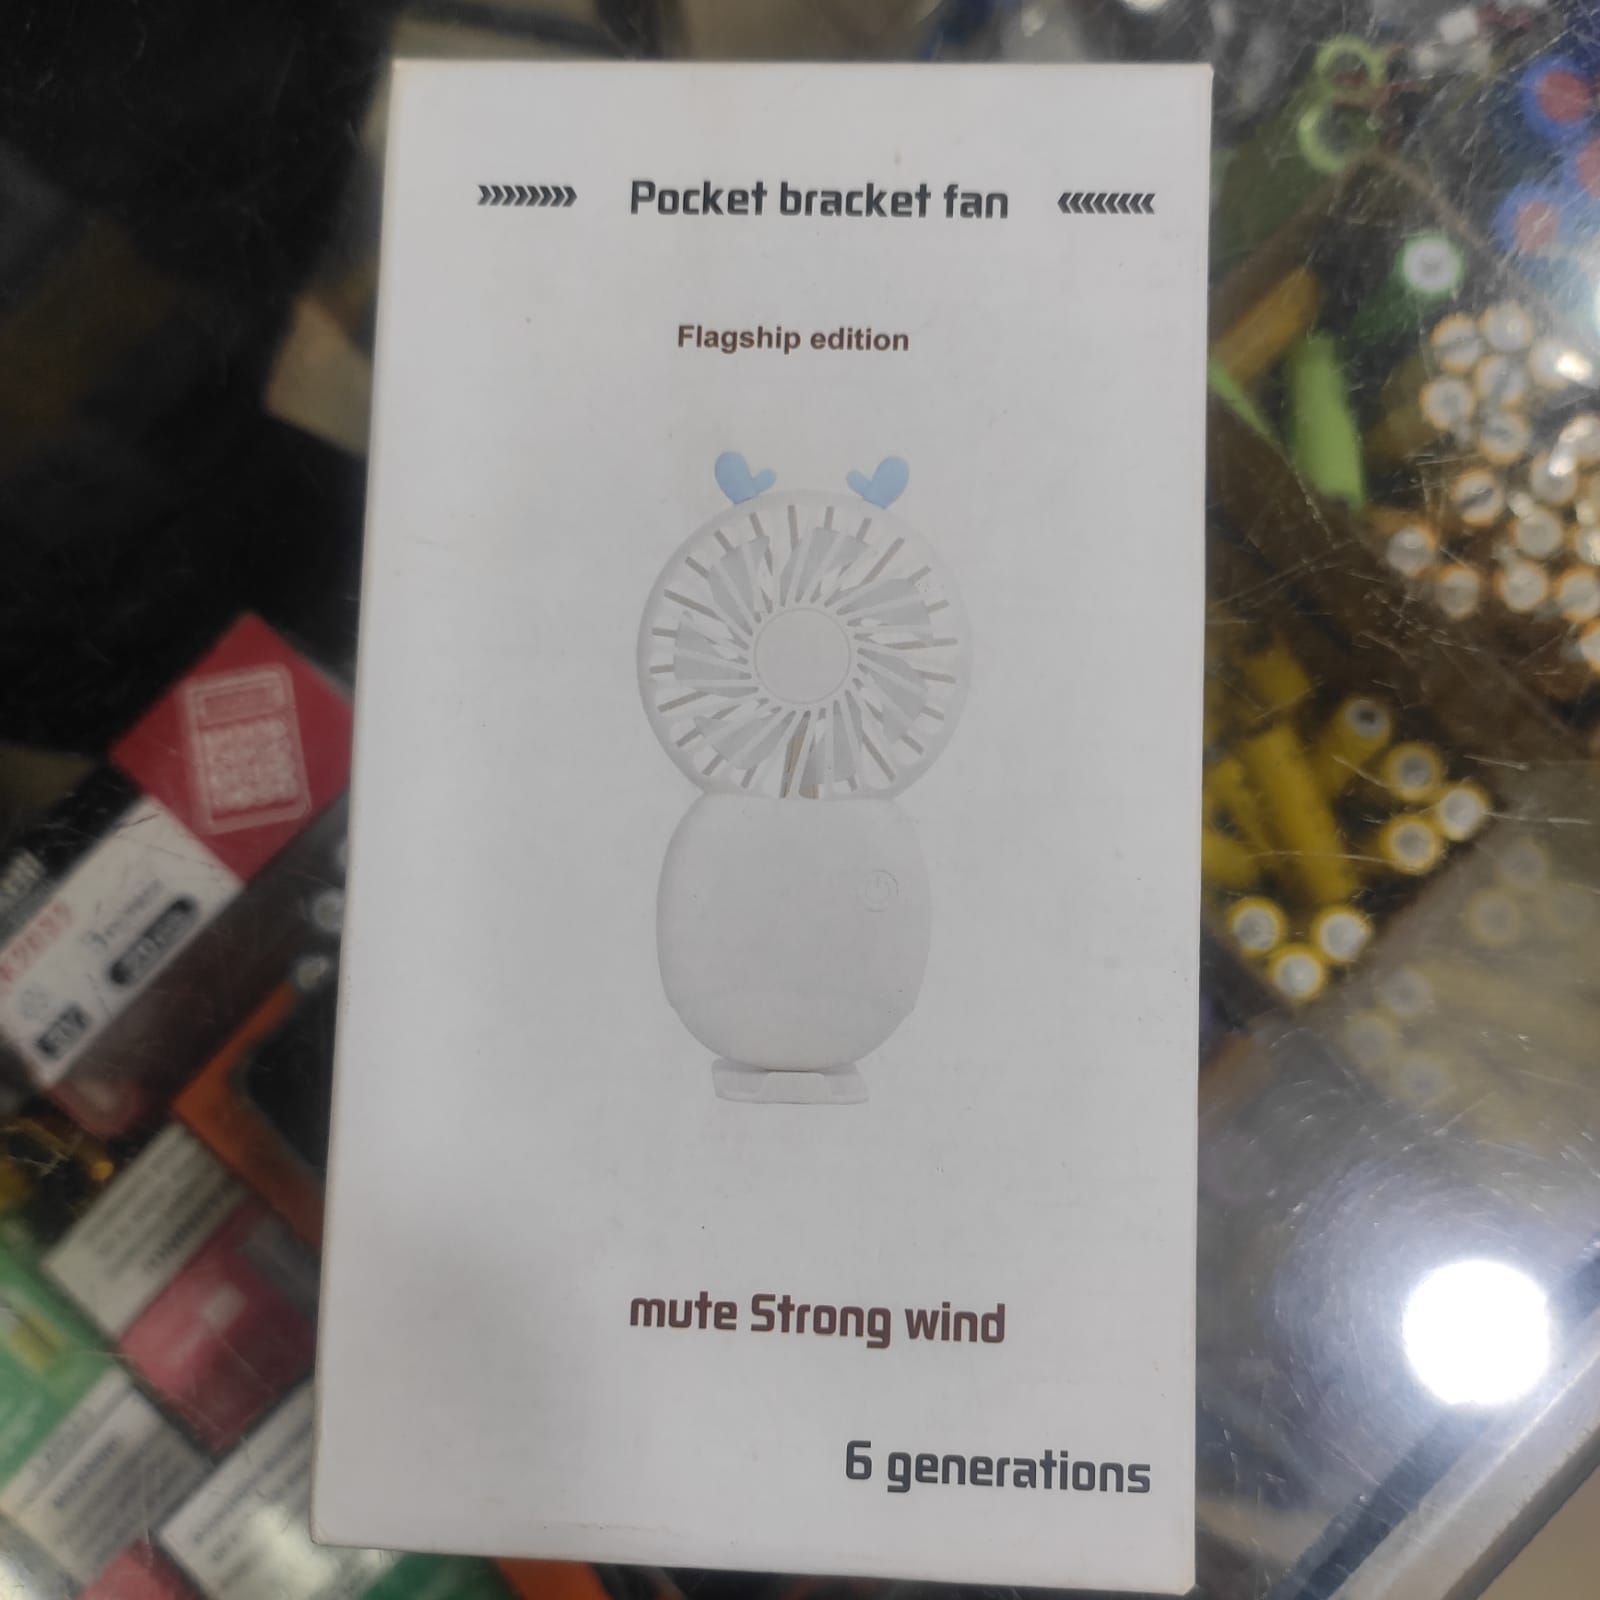 Pocket bracket fan
Flagship edition
mute Strong wind
6 generations